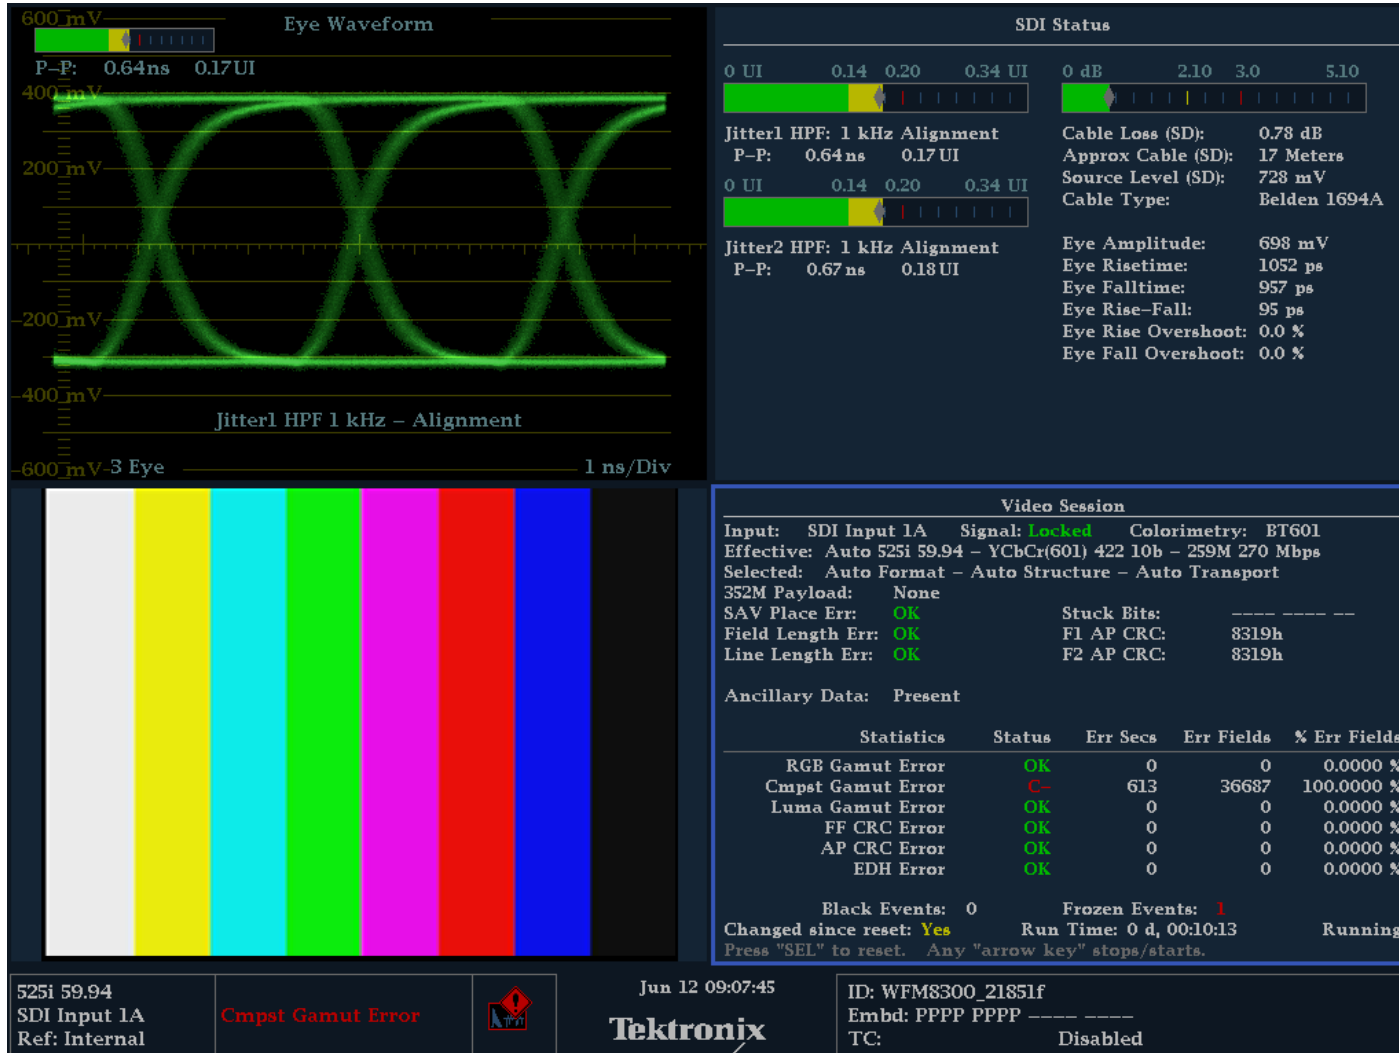 Eye Waveform
600 mV
P-P: 0.64ns 0.17UI
400 mV
200 mV
-200 mV
-400 mV
Jitter1 HPF 1 kHz – Alignment
-600 mV
3 Eye
1 ns/Div
SDI Status
0 UI 0.14 0.20 0.34 UI
Jitter1 HPF: 1 kHz Alignment
P-P: 0.64ns 0.17UI
0 UI 0.14 0.20 0.34 UI
Jitter2 HPF: 1 kHz Alignment
P-P: 0.67ns 0.18UI
0 dB 2.10 3.0 5.10
Cable Loss (SD): 0.78 dB
Approx Cable (SD): 17 Meters
Source Level (SD): 728 mV
Cable Type: Belden 1694A
Eye Amplitude: 698 mV
Eye Risetime: 1052 ps
Eye Falltime: 957 ps
Eye Rise-Fall: 95 ps
Eye Rise Overshoot: 0.0 %
Eye Fall Overshoot: 0.0 %
Video Session
Input: SDI Input 1A Signal: Locked Colorimetry: BT601
Effective: Auto 525i 59.94 – YCbCr(601) 422 10b – 259M 270 Mbps
Selected: Auto Format – Auto Structure – Auto Transport
352M Payload: None
SAV Place Err: OK Stuck Bits: ---- ---- --
Field Length Err: OK F1 AP CRC: 8319h
Line Length Err: OK F2 AP CRC: 8319h
Ancillary Data: Present
Statistics Status Err Secs Err Fields % Err Fields
RGB Gamut Error OK 0 0 0.0000 %
Cmpst Gamut Error C- 613 36687 100.0000 %
Luma Gamut Error OK 0 0 0.0000 %
FF CRC Error OK 0 0 0.0000 %
AP CRC Error OK 0 0 0.0000 %
EDH Error OK 0 0 0.0000 %
Black Events: 0 Frozen Events: 1
Changed since reset: Yes Run Time: 0 d, 00:10:13 Running
Press "SEL" to reset. Any "arrow key" stops/starts.
525i 59.94
SDI Input 1A
Ref: Internal
Cmpst Gamut Error
Jun 12 09:07:45
Tektronix
ID: WFM8300_21851f
Embd: PPPP PPPP ---- ----
TC: Disabled